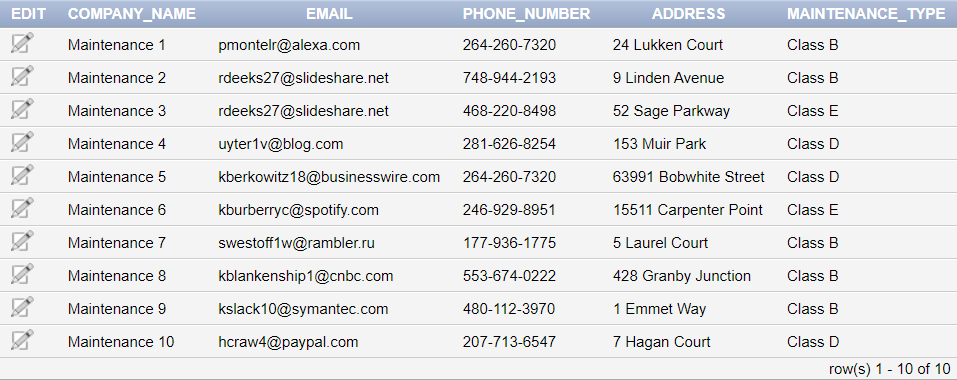 EDIT COMPANY_NAME EMAIL PHONE_NUMBER ADDRESS MAINTENANCE_TYPE
Maintenance 1 pmontelr@alexa.com 264-260-7320 24 Lukken Court Class B
Maintenance 2 rdeeks27@slideshare.net 748-944-2193 9 Linden Avenue Class B
Maintenance 3 rdeeks27@slideshare.net 468-220-8498 52 Sage Parkway Class E
Maintenance 4 uyter1v@blog.com 281-626-8254 153 Muir Park Class D
Maintenance 5 kberkowitz18@businesswire.com 264-260-7320 63991 Bobwhite Street Class D
Maintenance 6 kburberryc@spotify.com 246-929-8951 15511 Carpenter Point Class E
Maintenance 7 swestoff1w@rambler.ru 177-936-1775 5 Laurel Court Class B
Maintenance 8 kblankenship1@cnbc.com 553-674-0222 428 Granby Junction Class B
Maintenance 9 kslack10@symantec.com 480-112-3970 1 Emmet Way Class B
Maintenance 10 hcraw4@paypal.com 207-713-6547 7 Hagan Court Class D
row(s) 1 - 10 of 10